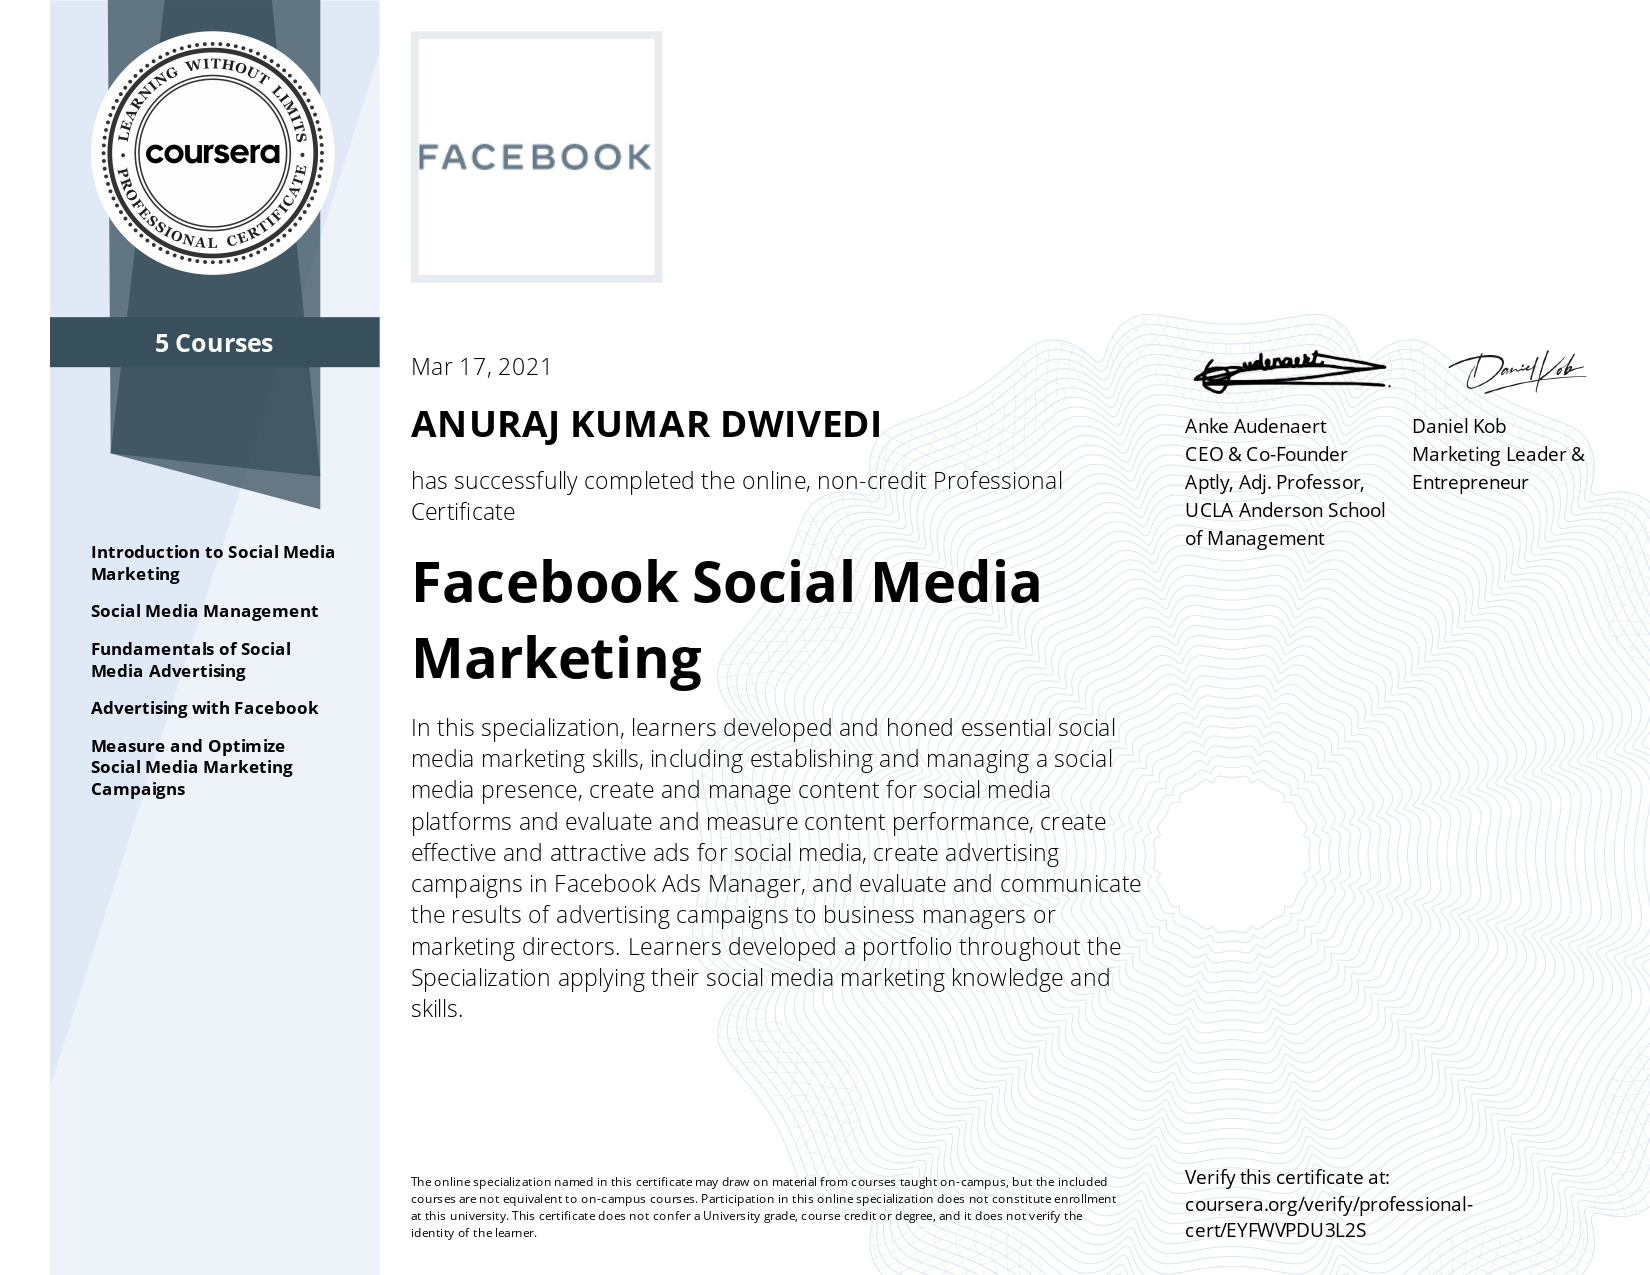 LEARNING WITHOUT LIMITS
coursera
PROFESSIONAL CERTIFICATE
5 Courses
Introduction to Social Media
Marketing
Social Media Management
Fundamentals of Social
Media Advertising
Advertising with Facebook
Measure and Optimize
Social Media Marketing
Campaigns
FACEBOOK
Mar 17, 2021
ANURAJ KUMAR DWIVEDI
has successfully completed the online, non-credit Professional
Certificate
Facebook Social Media
Marketing
In this specialization, learners developed and honed essential social
media marketing skills, including establishing and managing a social
media presence, create and manage content for social media
platforms and evaluate and measure content performance, create
effective and attractive ads for social media, create advertising
campaigns in Facebook Ads Manager, and evaluate and communicate
the results of advertising campaigns to business managers or
marketing directors. Learners developed a portfolio throughout the
Specialization applying their social media marketing knowledge and
skills.
The online specialization named in this certificate may draw on material from courses taught on-campus, but the included
courses are not equivalent to on-campus courses. Participation in this online specialization does not constitute enrollment
at this university. This certificate does not confer a University grade, course credit or degree, and it does not verify the
identity of the learner.
Audenaert
Anke Audenaert
CEO & Co-Founder
Aptly, Adj. Professor,
UCLA Anderson School
of Management
Daniel Kob
Daniel Kob
Marketing Leader &
Entrepreneur
Verify this certificate at:
coursera.org/verify/professional-
cert/EYFWVPDU3L2S